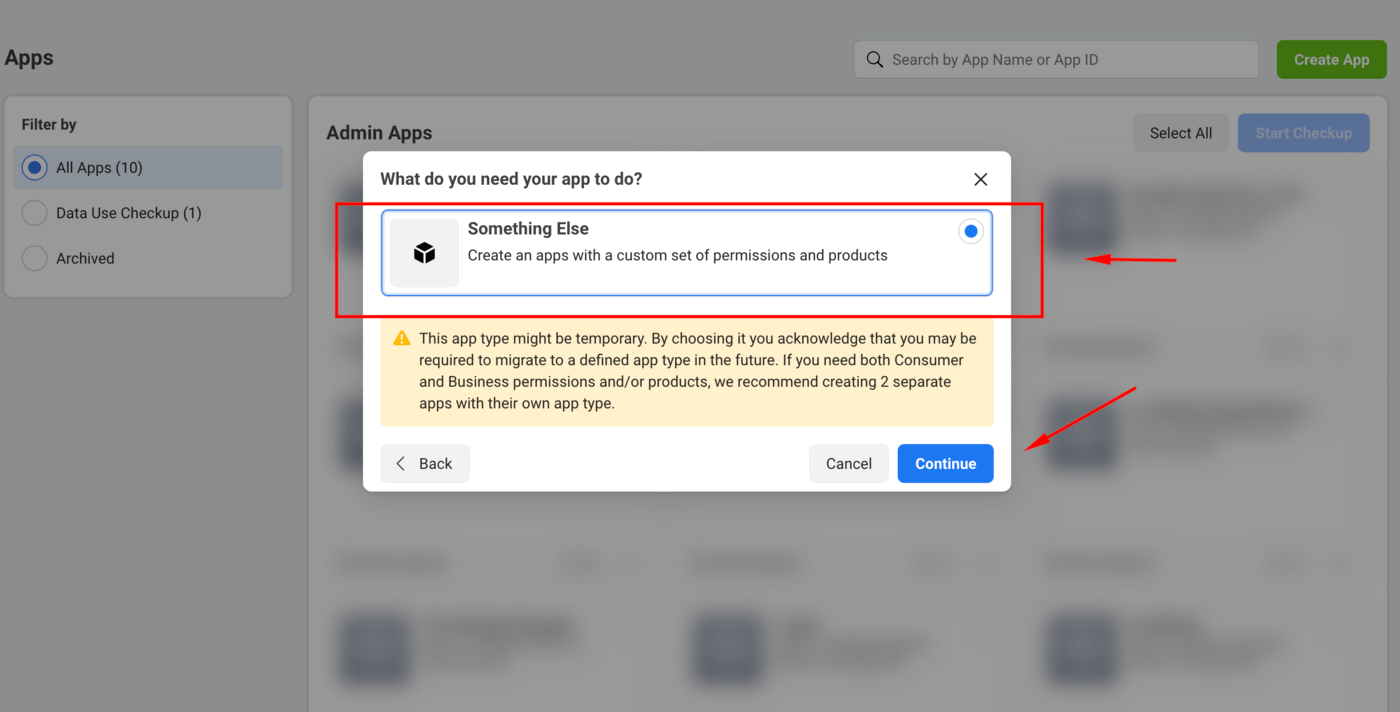 Apps
Search by App Name or App ID
Create App
Filter by
All Apps (10)
Data Use Checkup (1)
Archived
Admin Apps
Select All
Start Checkup
What do you need your app to do?
Something Else
Create an apps with a custom set of permissions and products
This app type might be temporary. By choosing it you acknowledge that you may be
required to migrate to a defined app type in the future. If you need both Consumer
and Business permissions and/or products, we recommend creating 2 separate
apps with their own app type.
Back
Cancel
Continue